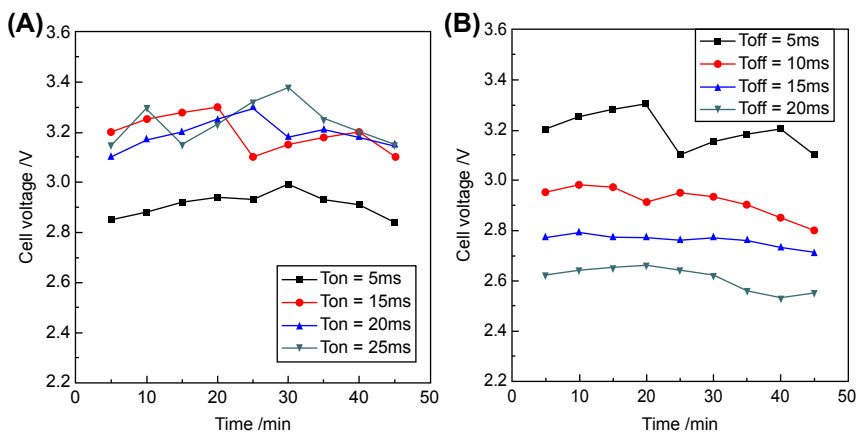 (A)
Cell voltage /V
3.6
3.4
3.2
3.0
2.8
2.6
2.4
2.2
0 10 20 30 40 50
Time /min
Ton = 5ms
Ton = 15ms
Ton = 20ms
Ton = 25ms
(B)
Cell voltage /V
3.6
3.4
3.2
3.0
2.8
2.6
2.4
2.2
0 10 20 30 40 50
Time /min
Toff = 5ms
Toff = 10ms
Toff = 15ms
Toff = 20ms